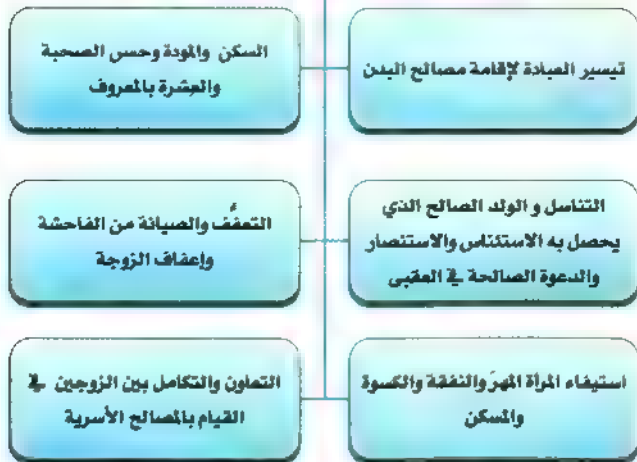 تيسير العبادة لإقامة مصالح البدن
السكن والمودة وحسن الصحبة
والعشرة بالمعروف
التناسل و الولد الصالح الذي
يحصل به الاستئناس والاستنصار
والدعوة الصالحة في العقبى
التعفُّف والصيانة من الفاحشة
وإعفاف الزوجة
استيفاء المرأة المهرَ والنفقة والكسوة
والمسكن
التعاون والتكامل بين الزوجين في
القيام بالمصالح الأسرية